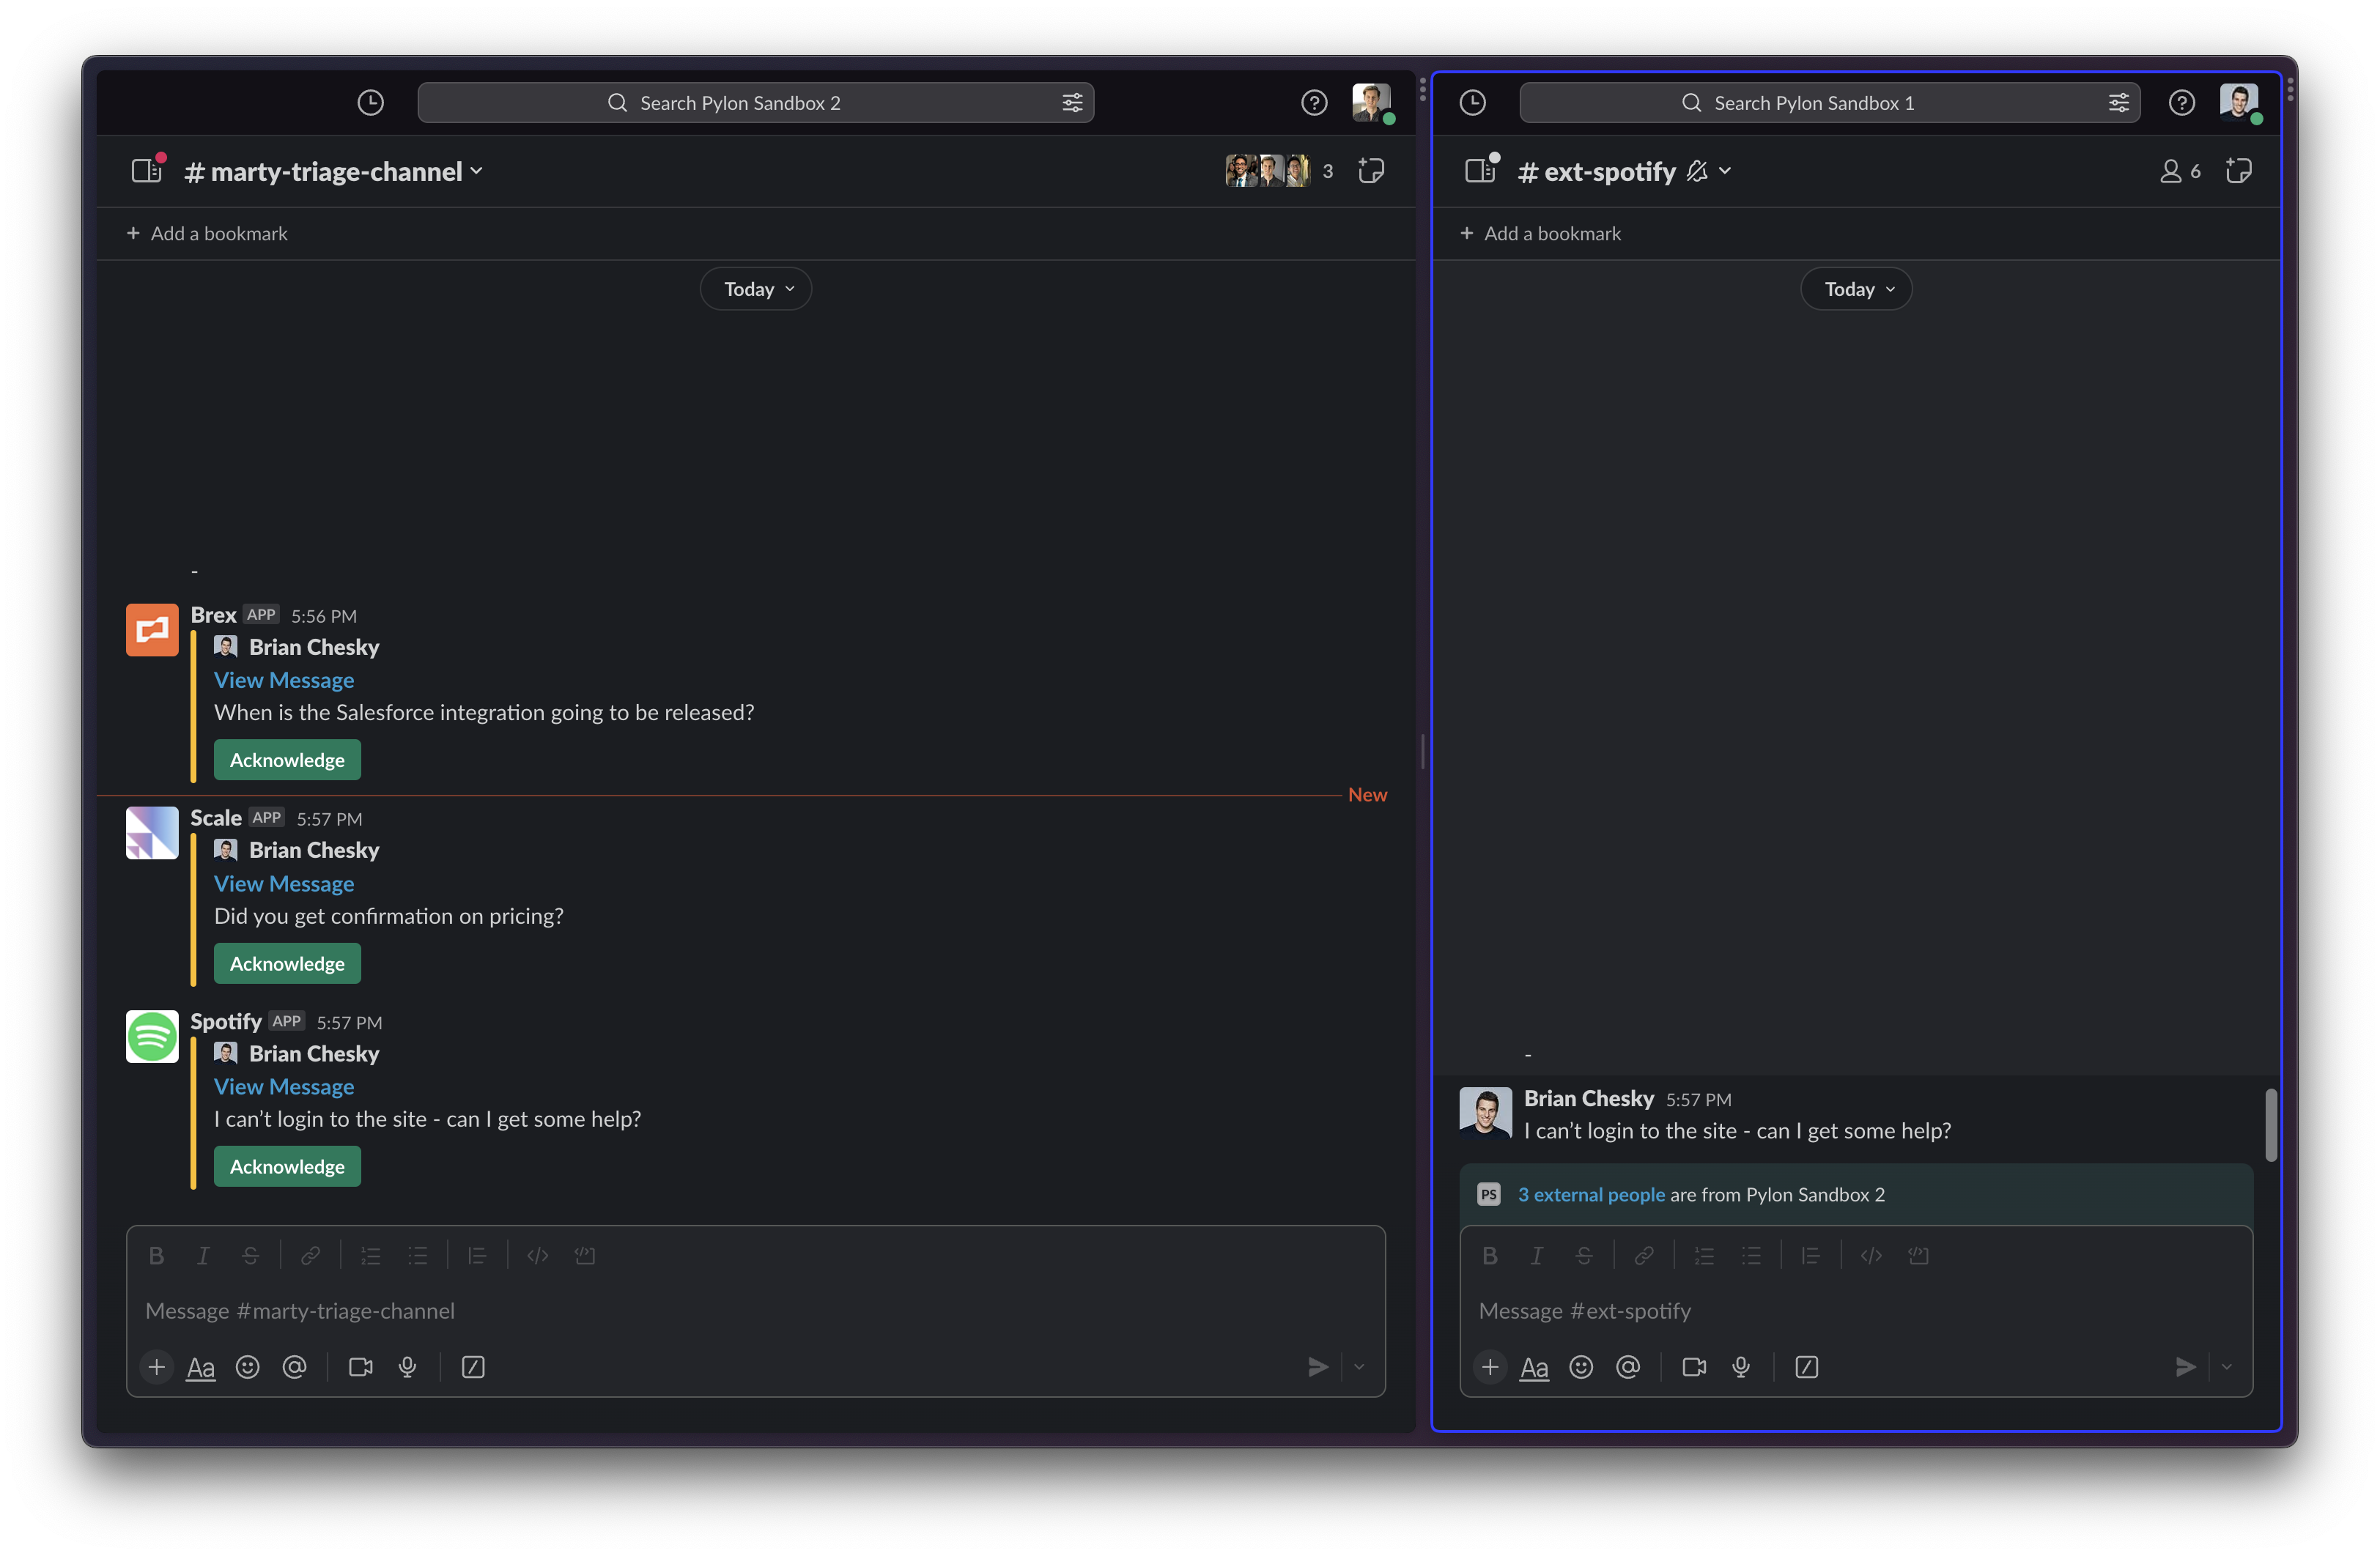 Search Pylon Sandbox 2
# marty-triage-channel
3
+ Add a bookmark
Today
-
Brex APP 5:56 PM
Brian Chesky
View Message
When is the Salesforce integration going to be released?
Acknowledge
New
Scale APP 5:57 PM
Brian Chesky
View Message
Did you get confirmation on pricing?
Acknowledge
Spotify APP 5:57 PM
Brian Chesky
View Message
I can’t login to the site - can I get some help?
Acknowledge
Message #marty-triage-channel
Aa
Search Pylon Sandbox 1
# ext-spotify
6
+ Add a bookmark
Today
-
Brian Chesky 5:57 PM
I can’t login to the site - can I get some help?
PS 3 external people are from Pylon Sandbox 2
Message #ext-spotify
Aa